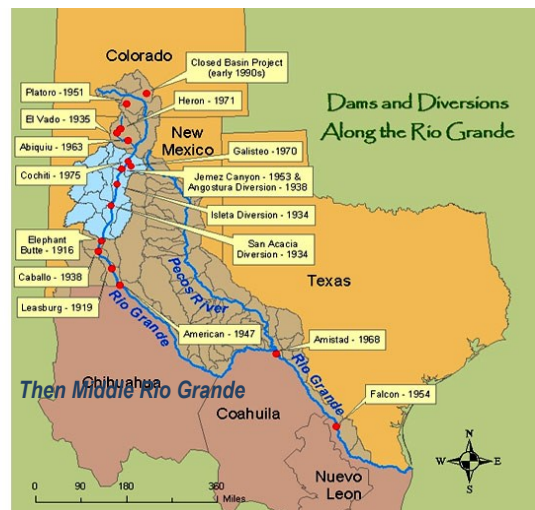 Colorado
Closed Basin Project
(early 1990s)
Platoro - 1951
Heron - 1971
Dams and Diversions
Along the Rio Grande
El Vado - 1935
New
Mexico
Abiquiu - 1963
Galisteo - 1970
Cochiti - 1975
Jemez Canyon - 1953 &
Angostura Diversion - 1938
Isleta Diversion - 1934
Elephant
Butte - 1916
San Acacia
Diversion - 1934
Caballo - 1938
Pecos River
Texas
Leasburg - 1919
Rio Grande
American - 1947
Amistad - 1968
Rio Grande
Chihuahua
Then Middle Rio Grande
Falcon - 1954
Coahuila
Nuevo
Leon
N
W
E
S
0 90 180 360
Miles